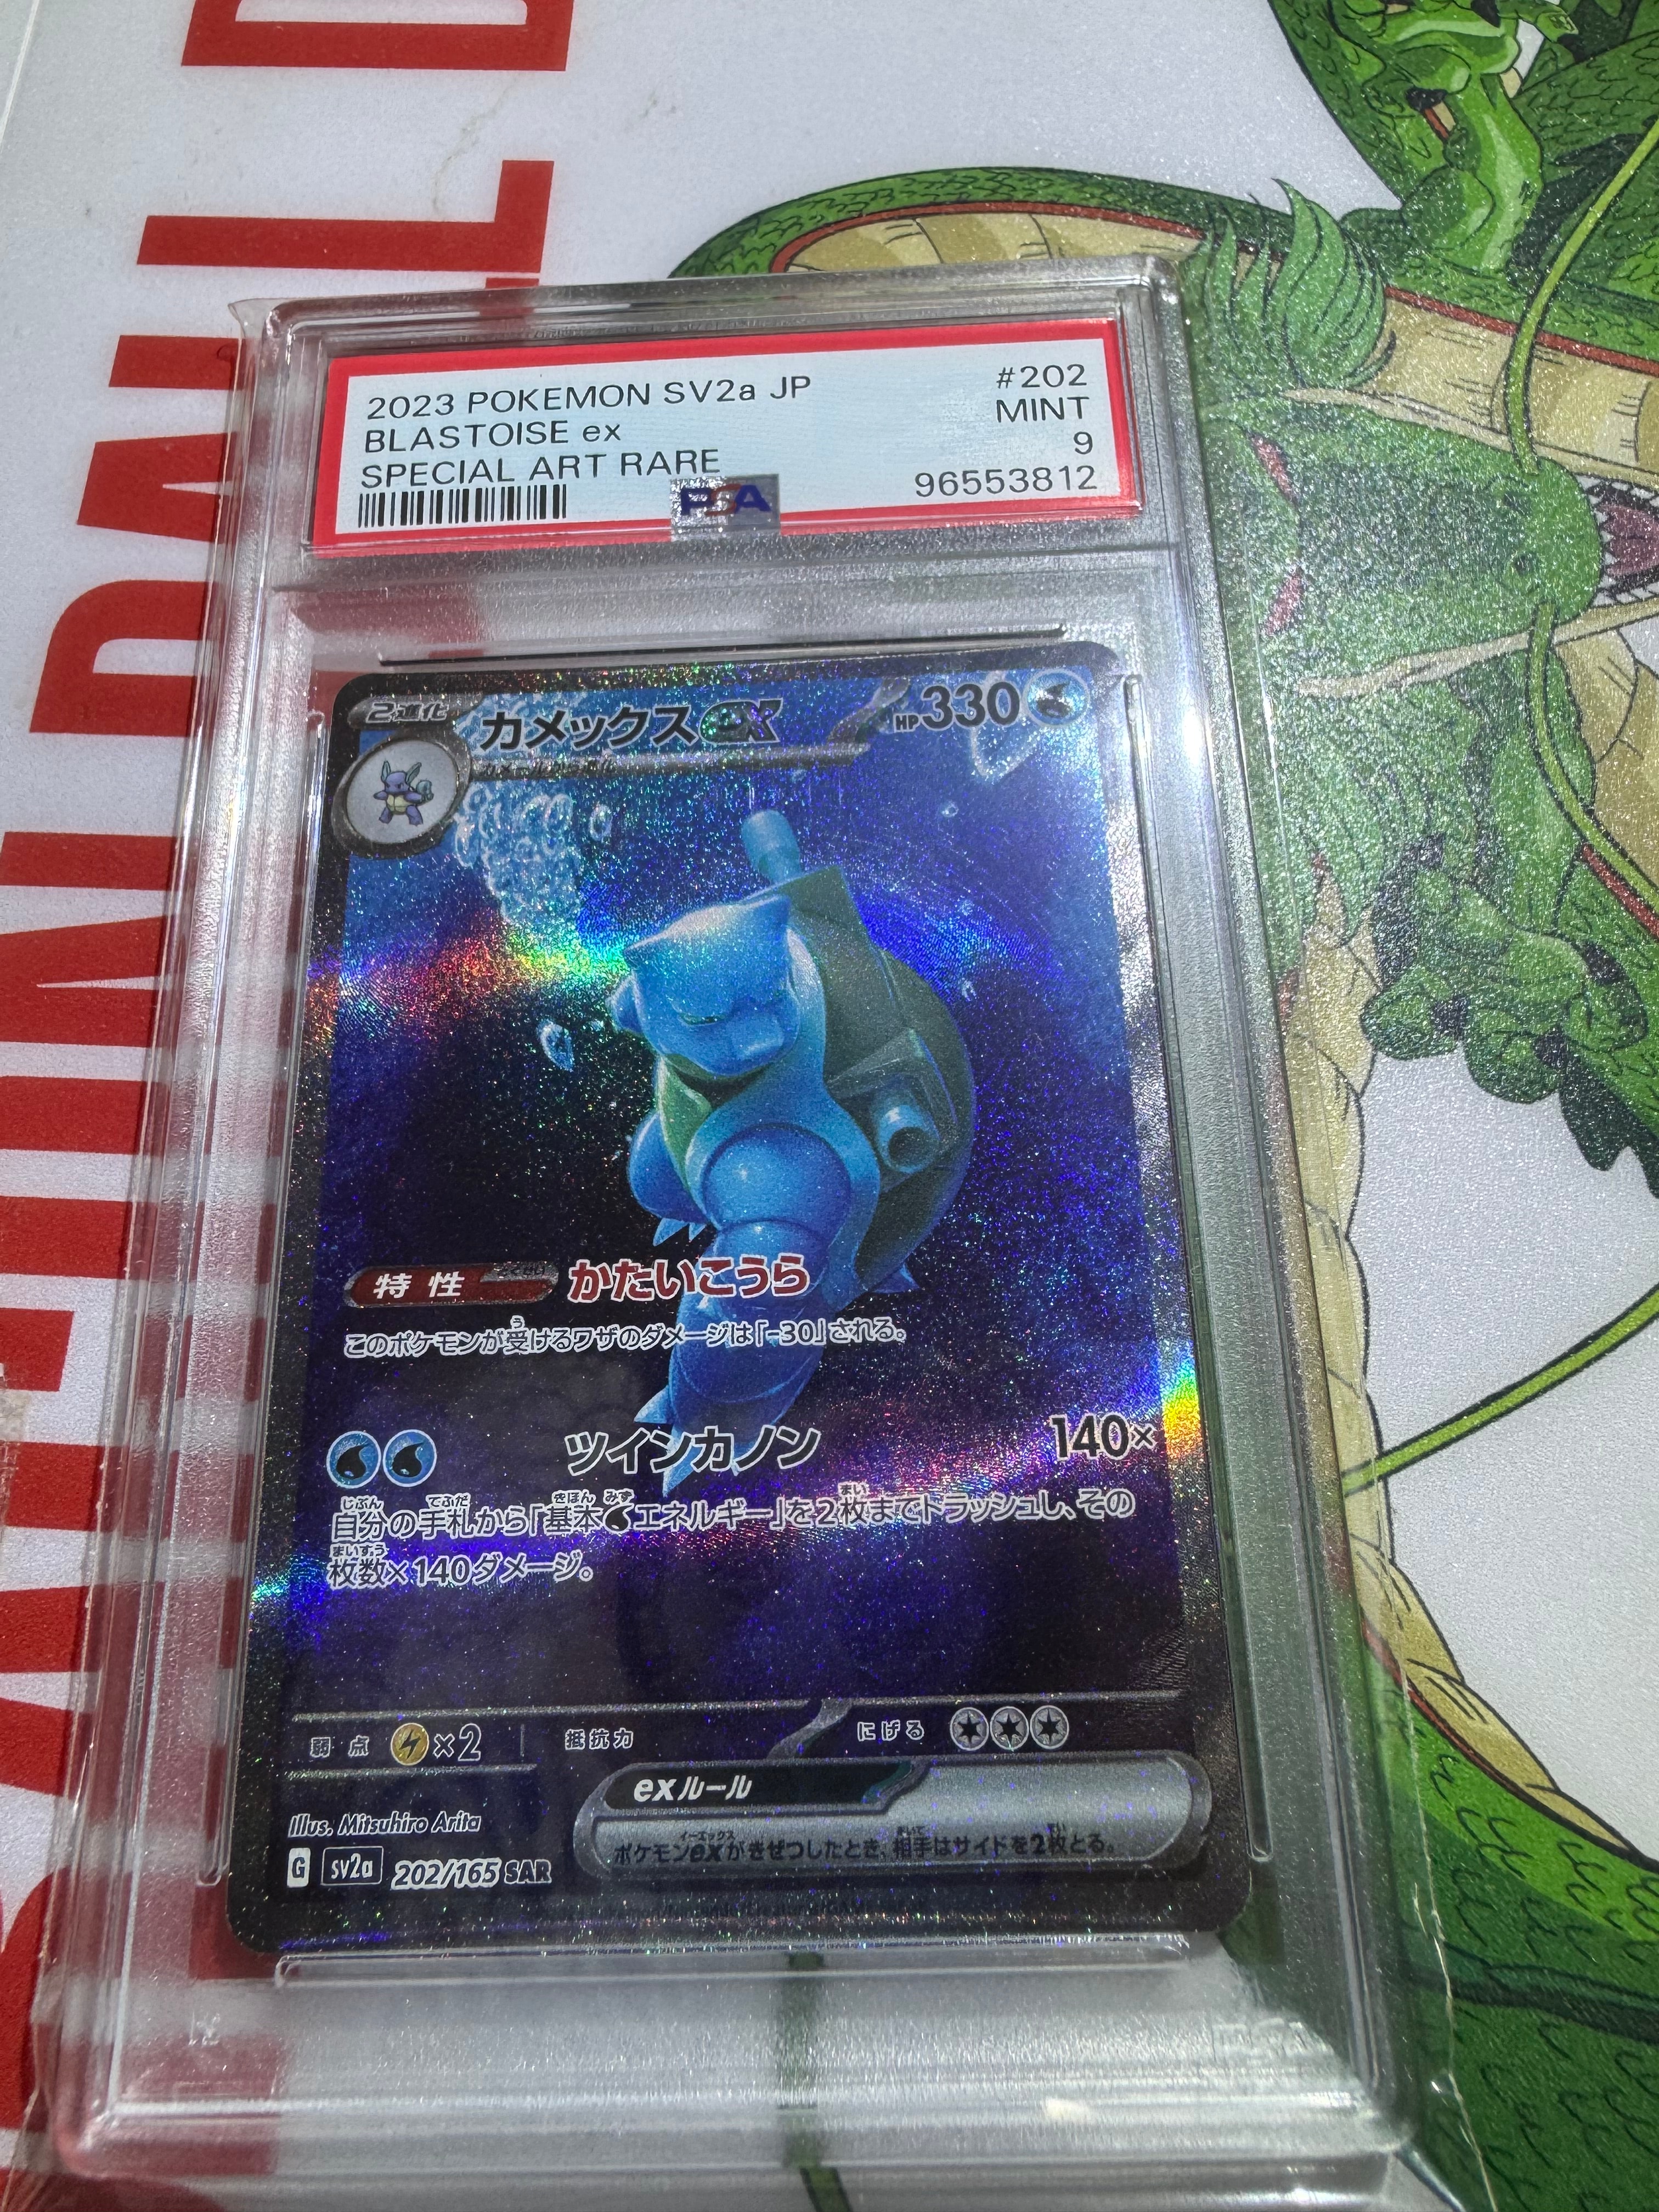 2023 POKEMON SV2a JP #202
BLASTOISE ex MINT
SPECIAL ART RARE 9
PSA 96553812
2進化 カメックスex HP330
特性 かたいこうら
このポケモンが受けるワザのダメージは「-30」される。
ツインカノン 140×
自分の手札から「基本エネルギー」を2枚までトラッシュし、その
枚数×140ダメージ。
弱点 ×2 抵抗力 にげる
exルール
ポケモンexがきぜつしたとき、相手はサイドを2枚とる。
Illus. Mitsuhiro Arita
G sv2a 202/165 SAR